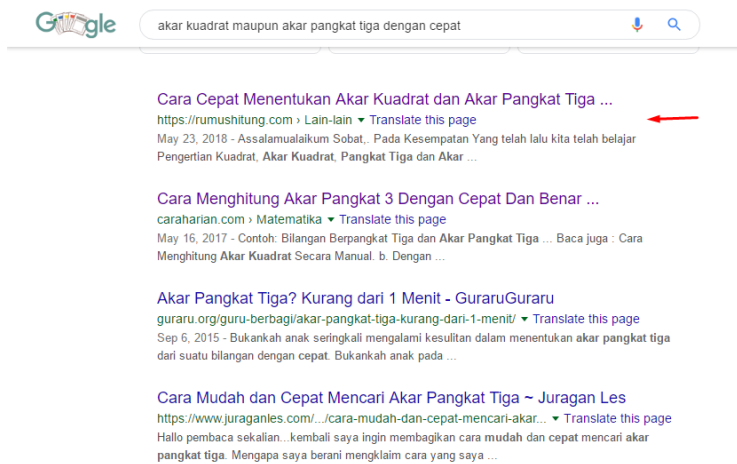 Google
akar kuadrat maupun akar pangkat tiga dengan cepat
Cara Cepat Menentukan Akar Kuadrat dan Akar Pangkat Tiga ...
https://rumushitung.com › Lain-lain ▼ Translate this page
May 23, 2018 - Assalamualaikum Sobat,. Pada Kesempatan Yang telah lalu kita telah belajar
Pengertian Kuadrat, Akar Kuadrat, Pangkat Tiga dan Akar ...
Cara Menghitung Akar Pangkat 3 Dengan Cepat Dan Benar ...
caraharian.com › Matematika ▼ Translate this page
May 16, 2017 - Contoh: Bilangan Berpangkat Tiga dan Akar Pangkat Tiga ... Baca juga : Cara
Menghitung Akar Kuadrat Secara Manual. b. Dengan ...
Akar Pangkat Tiga? Kurang dari 1 Menit - GuraruGuraru
guraru.org/guru-berbagi/akar-pangkat-tiga-kurang-dari-1-menit/ ▼ Translate this page
Sep 6, 2015 - Bukankah anak seringkali mengalami kesulitan dalam menentukan akar pangkat tiga
dari suatu bilangan dengan cepat. Bukankah anak pada ...
Cara Mudah dan Cepat Mencari Akar Pangkat Tiga ~ Juragan Les
https://www.juraganles.com/.../cara-mudah-dan-cepat-mencari-akar... ▼ Translate this page
Hallo pembaca sekalian...kembali saya ingin membagikan cara mudah dan cepat mencari akar
pangkat tiga. Mengapa saya berani mengklaim cara yang saya ...